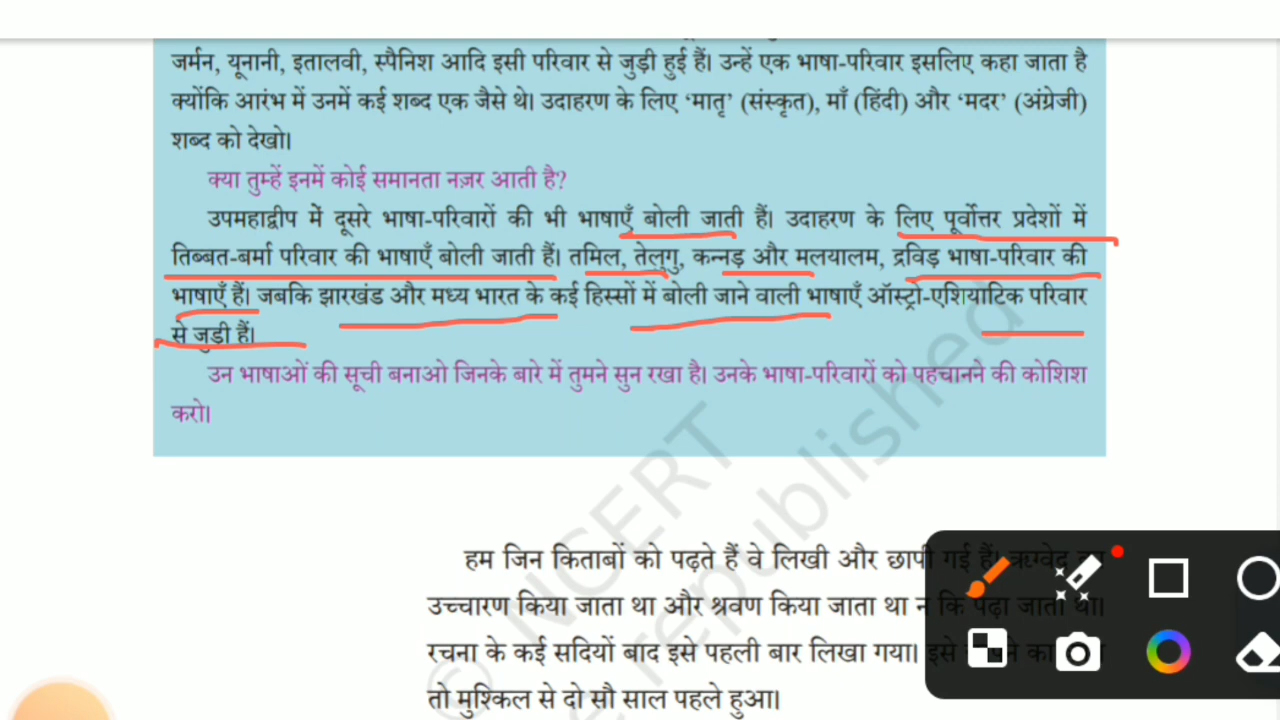 जर्मन, यूनानी, इतालवी, स्पैनिश आदि इसी परिवार से जुड़ी हुई हैं। उन्हें एक भाषा-परिवार इसलिए कहा जाता है
क्योंकि आरंभ में उनमें कई शब्द एक जैसे थे। उदाहरण के लिए ‘मातृ’ (संस्कृत), माँ (हिंदी) और ‘मदर’ (अंग्रेजी)
शब्द को देखो।
क्या तुम्हें इनमें कोई समानता नज़र आती है?
उपमहाद्वीप में दूसरे भाषा-परिवारों की भी भाषाएँ बोली जाती हैं। उदाहरण के लिए पूर्वोत्तर प्रदेशों में
तिब्बत-बर्मा परिवार की भाषाएँ बोली जाती हैं। तमिल, तेलुगु, कन्नड़ और मलयालम, द्रविड़ भाषा-परिवार की
भाषाएँ हैं। जबकि झारखंड और मध्य भारत के कई हिस्सों में बोली जाने वाली भाषाएँ ऑस्ट्रो-एशियाटिक परिवार
से जुड़ी हैं।
उन भाषाओं की सूची बनाओ जिनके बारे में तुमने सुन रखा है। उनके भाषा-परिवारों को पहचानने की कोशिश
करो।
© NCERT
republished
हम जिन किताबों को पढ़ते हैं वे लिखी और छापी गई हैं। ऋग्वेद का
उच्चारण किया जाता था और श्रवण किया जाता था न कि पढ़ा जाता था।
रचना के कई सदियों बाद इसे पहली बार लिखा गया। इसे
तो मुश्किल से दो सौ साल पहले हुआ।